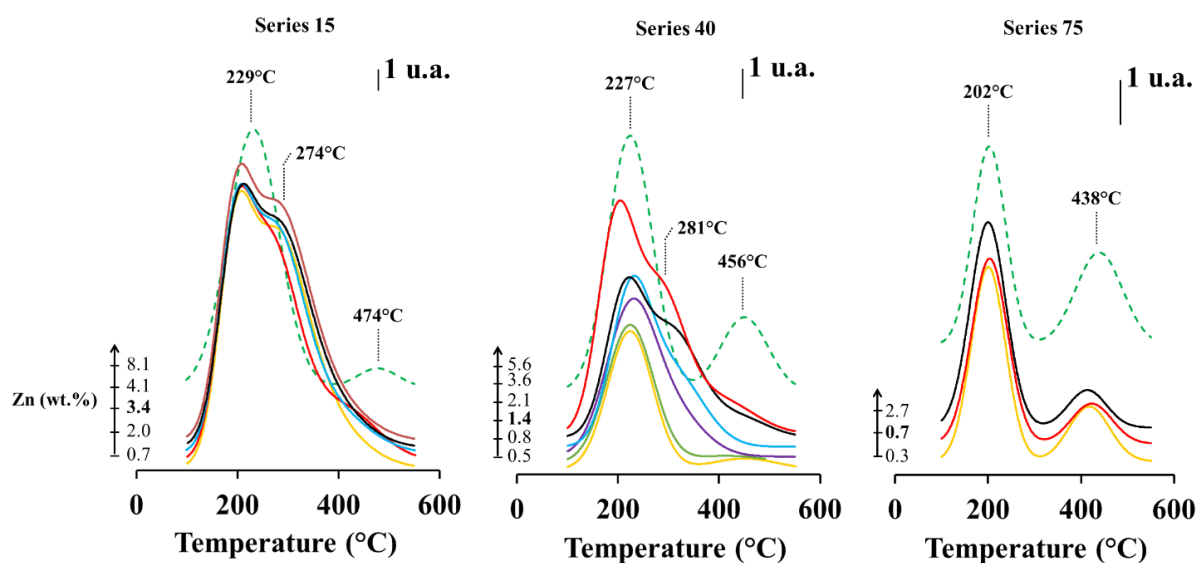 Series 15
1 u.a.
229°C
274°C
474°C
Zn (wt.%)
8.1
4.1
3.4
2.0
0.7
0
200
400
600
Temperature (°C)
Series 40
1 u.a.
227°C
281°C
456°C
5.6
3.6
2.1
1.4
0.8
0.5
0
200
400
600
Temperature (°C)
Series 75
1 u.a.
202°C
438°C
2.7
0.7
0.3
0
200
400
600
Temperature (°C)